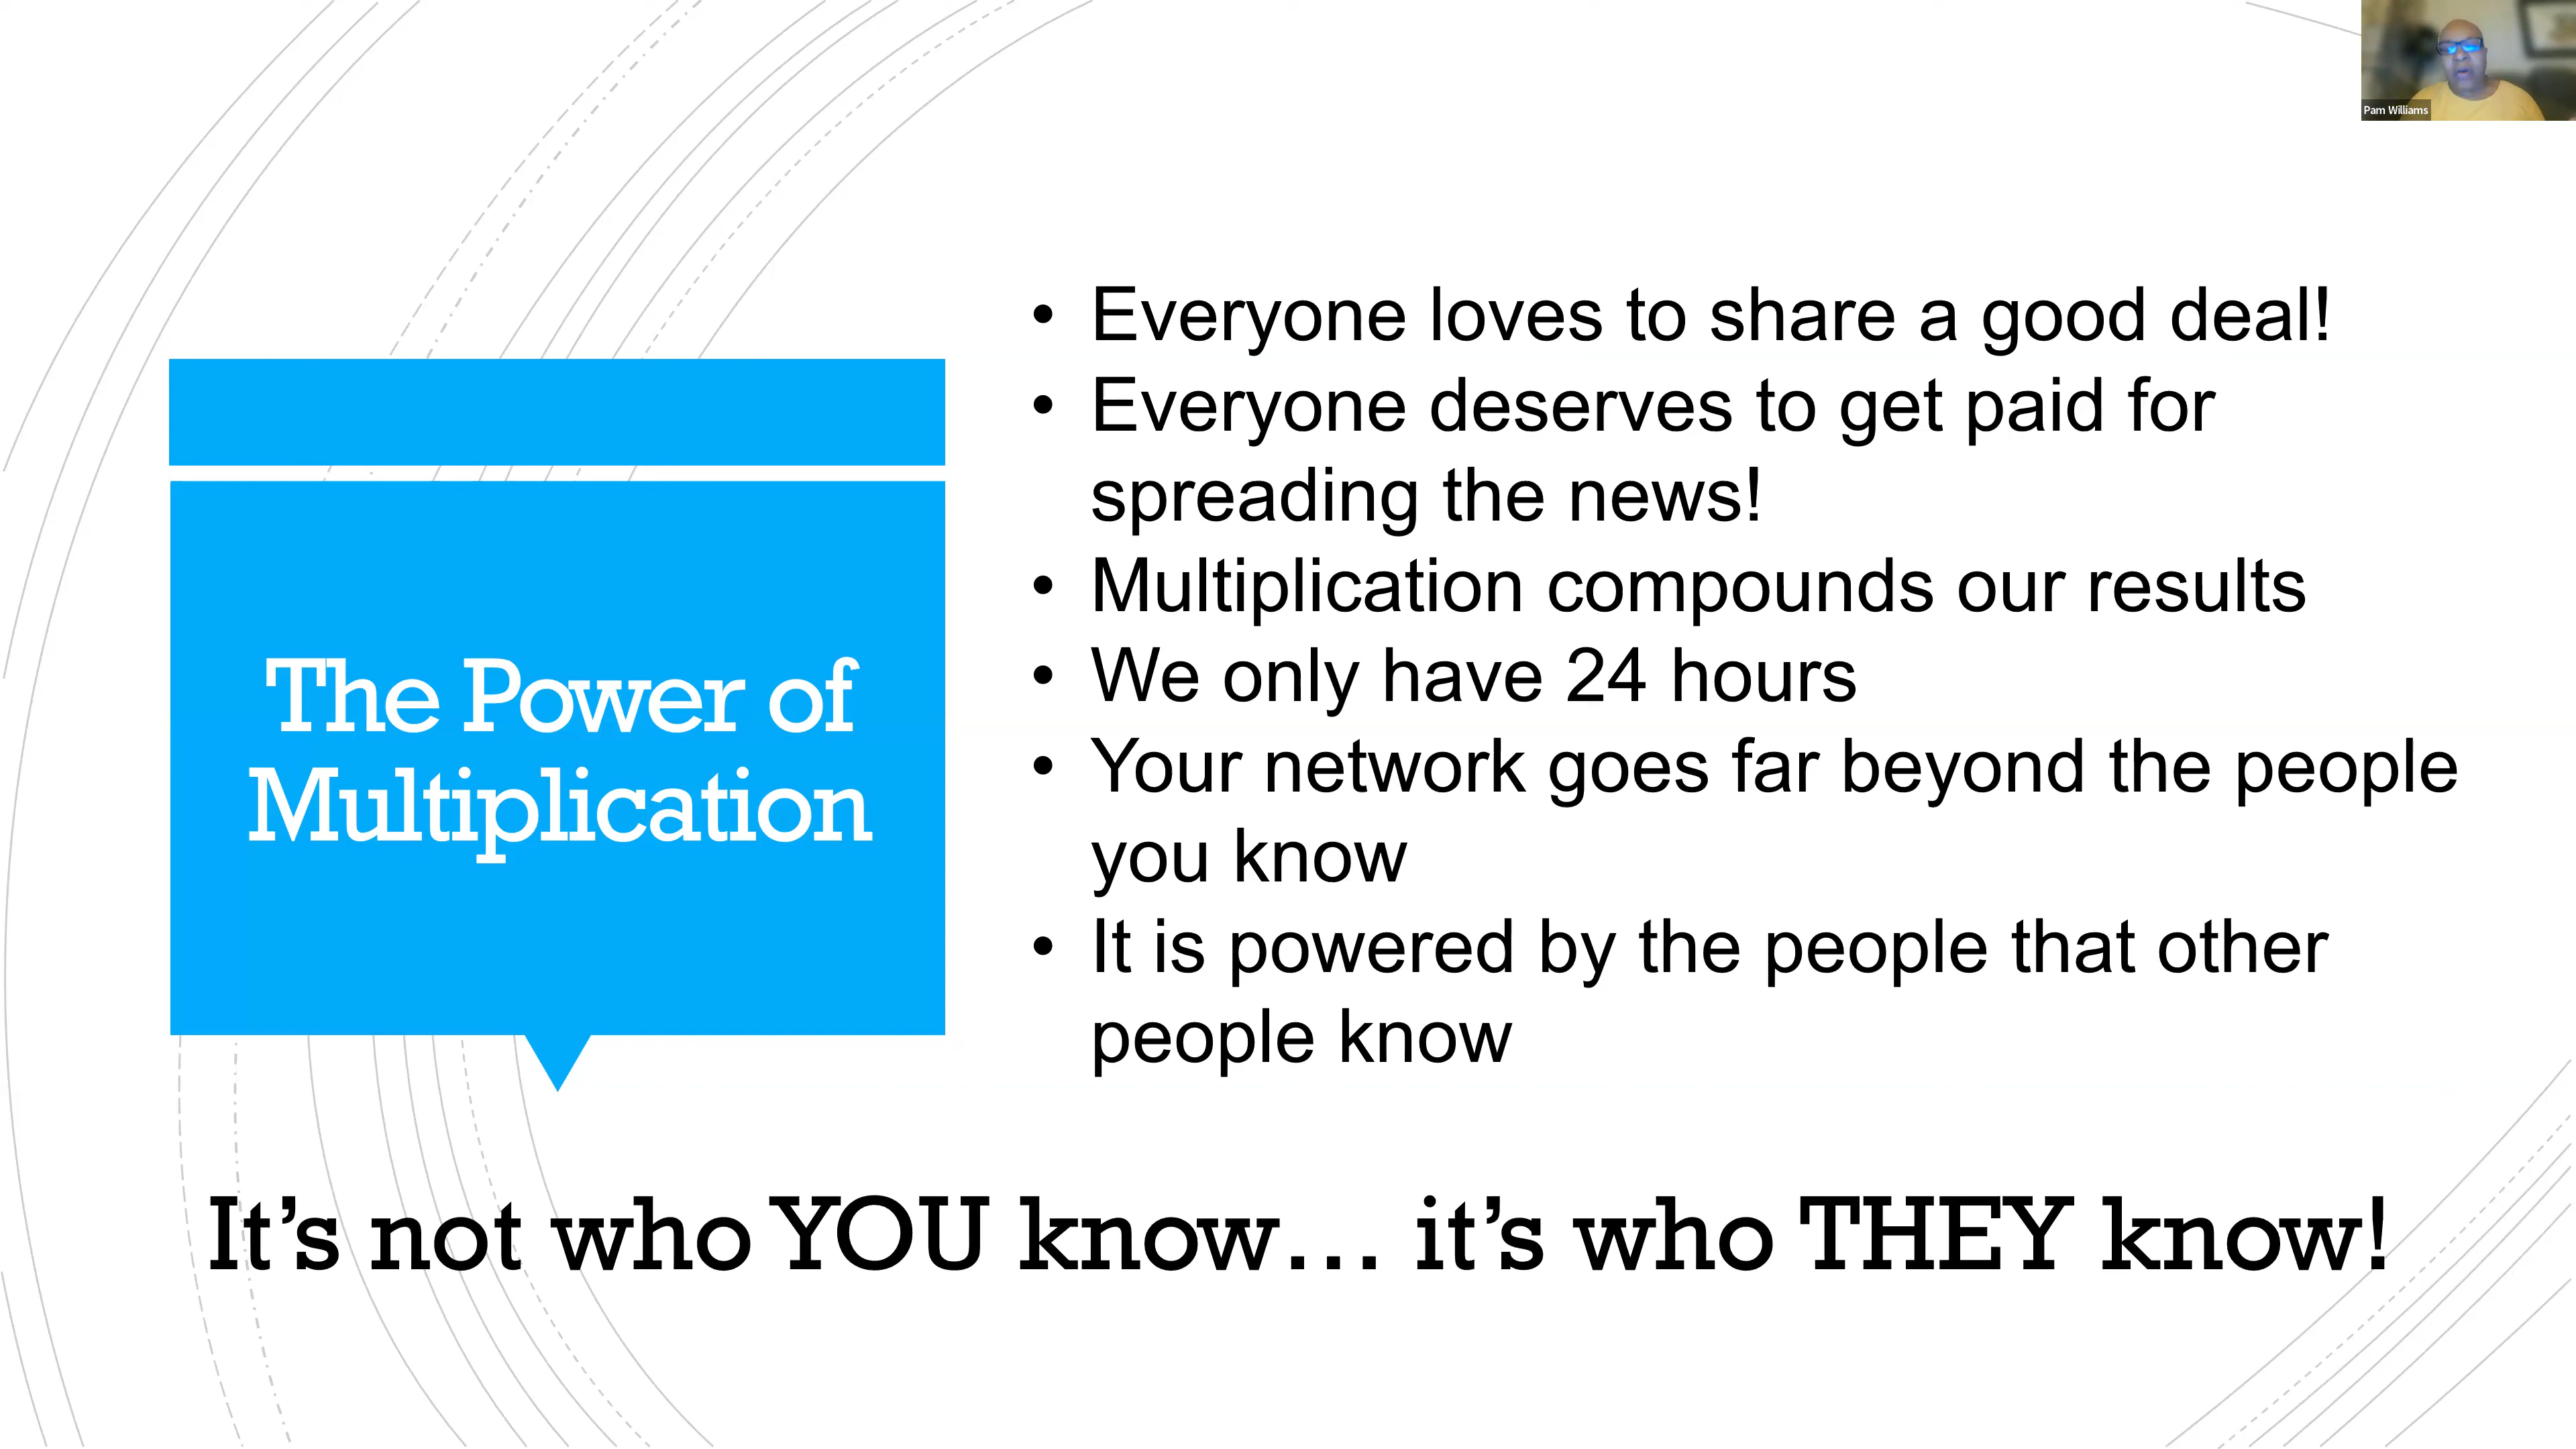 Pam Williams
• Everyone loves to share a good deal!
• Everyone deserves to get paid for
spreading the news!
• Multiplication compounds our results
• We only have 24 hours
• Your network goes far beyond the people
you know
• It is powered by the people that other
people know
The Power of
Multiplication
It’s not who YOU know… it’s who THEY know!